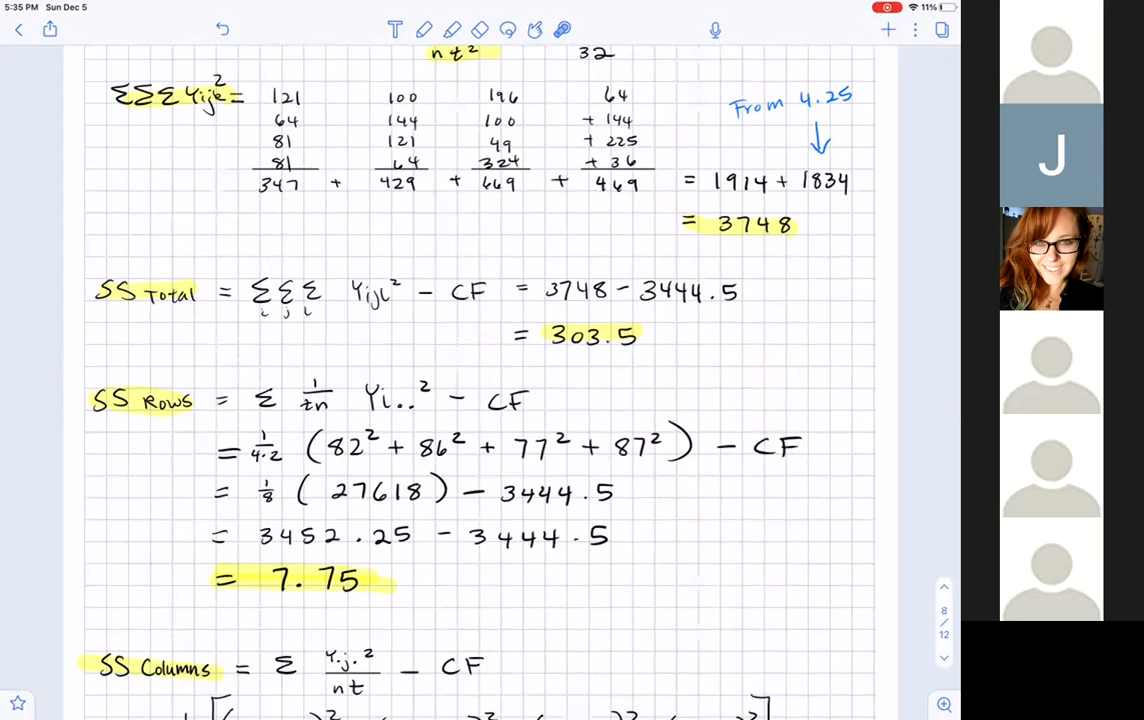 5:35 PM Sun Dec 5
11%
nt² 32
ΣΣΣ Yijk² =
121 100 196 64
64 144 100 + 144
81 121 49 + 225
81 64 324 + 36
From 4.25
347 + 429 + 669 + 469 = 1914 + 1834
= 3748
SS Total = Σ Σ Σ Yijl² - CF = 3748 - 3444.5
i j l
= 303.5
SS Rows = Σ 1/tn Yi..² - CF
= 1/4·2 (82² + 86² + 77² + 87²) - CF
= 1/8 (27618) - 3444.5
= 3452.25 - 3444.5
= 7.75
SS Columns = Σ Y.j.²/nt - CF
8
/
12
J